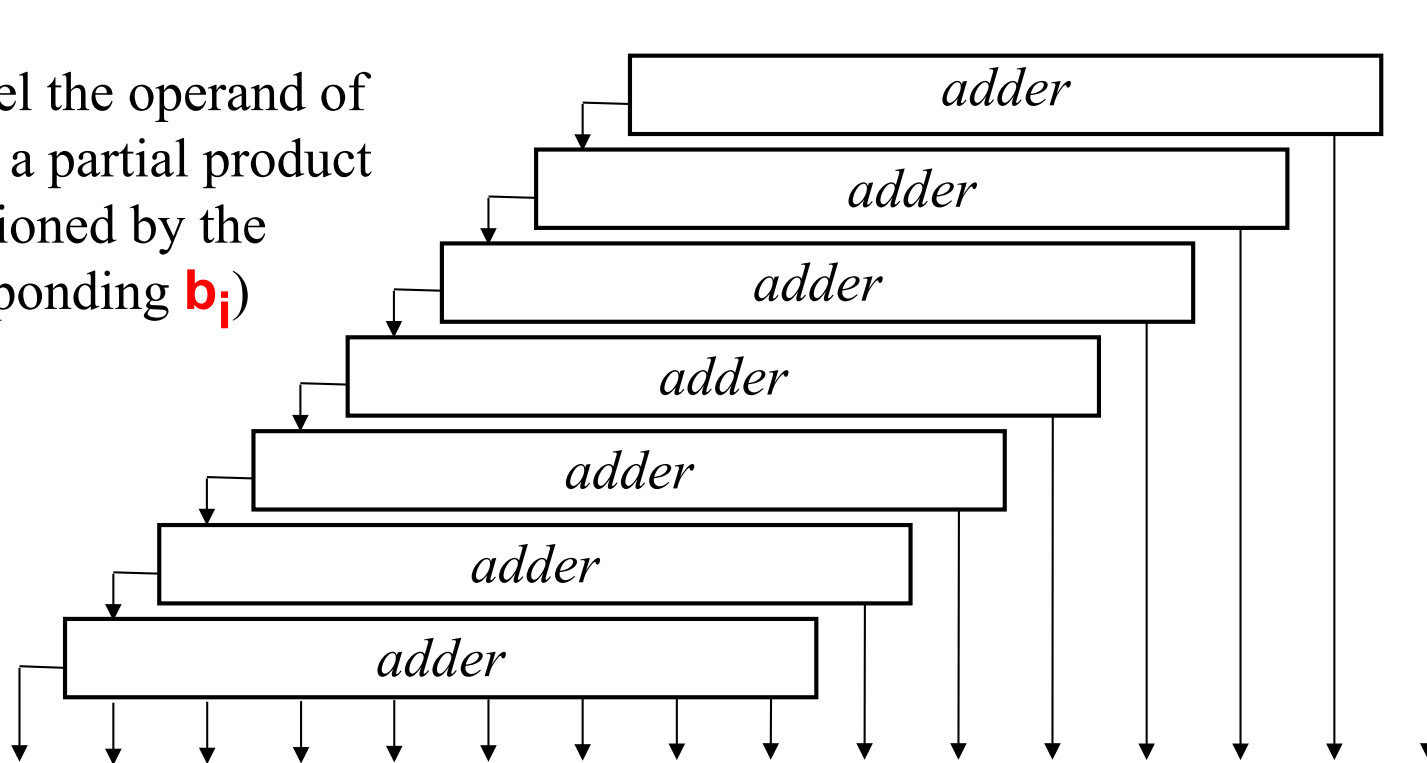 el the operand of
a partial product
ioned by the
ponding bi)
adder
adder
adder
adder
adder
adder
adder